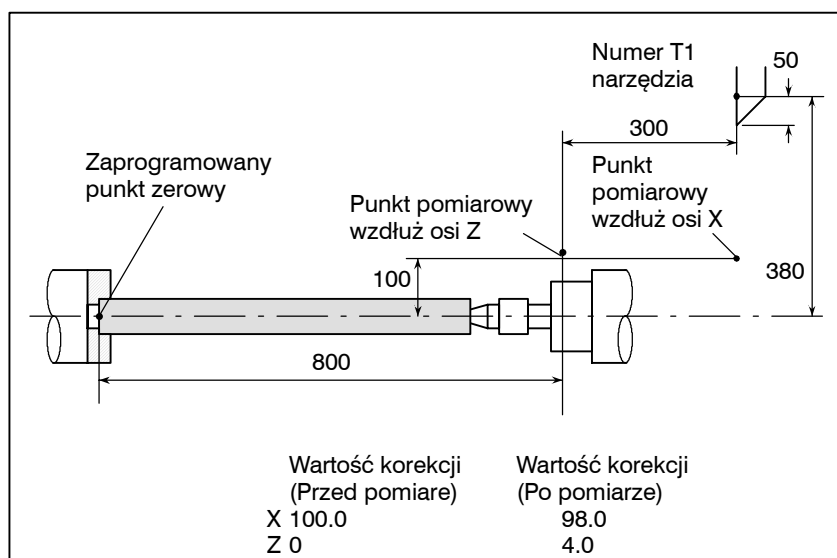 Numer T1
narzędzia
50
300
Zaprogramowany
punkt zerowy
Punkt pomiarowy
wzdłuż osi Z
Punkt
pomiarowy
wzdłuż osi X
100
380
800
Wartość korekcji
(Przed pomiare)
Wartość korekcji
(Po pomiarze)
X 100.0
98.0
Z 0
4.0